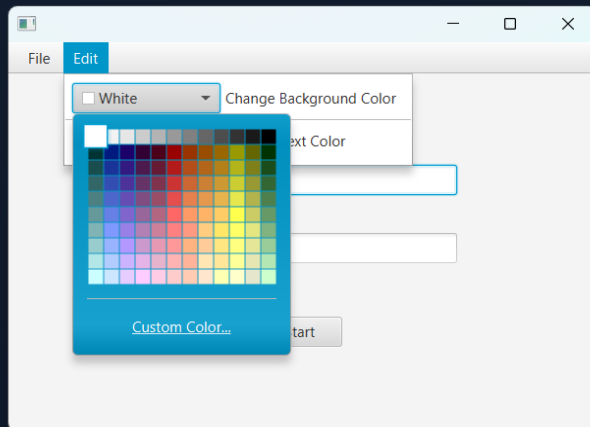 File Edit
White Change Background Color
ext Color
Custom Color...
tart